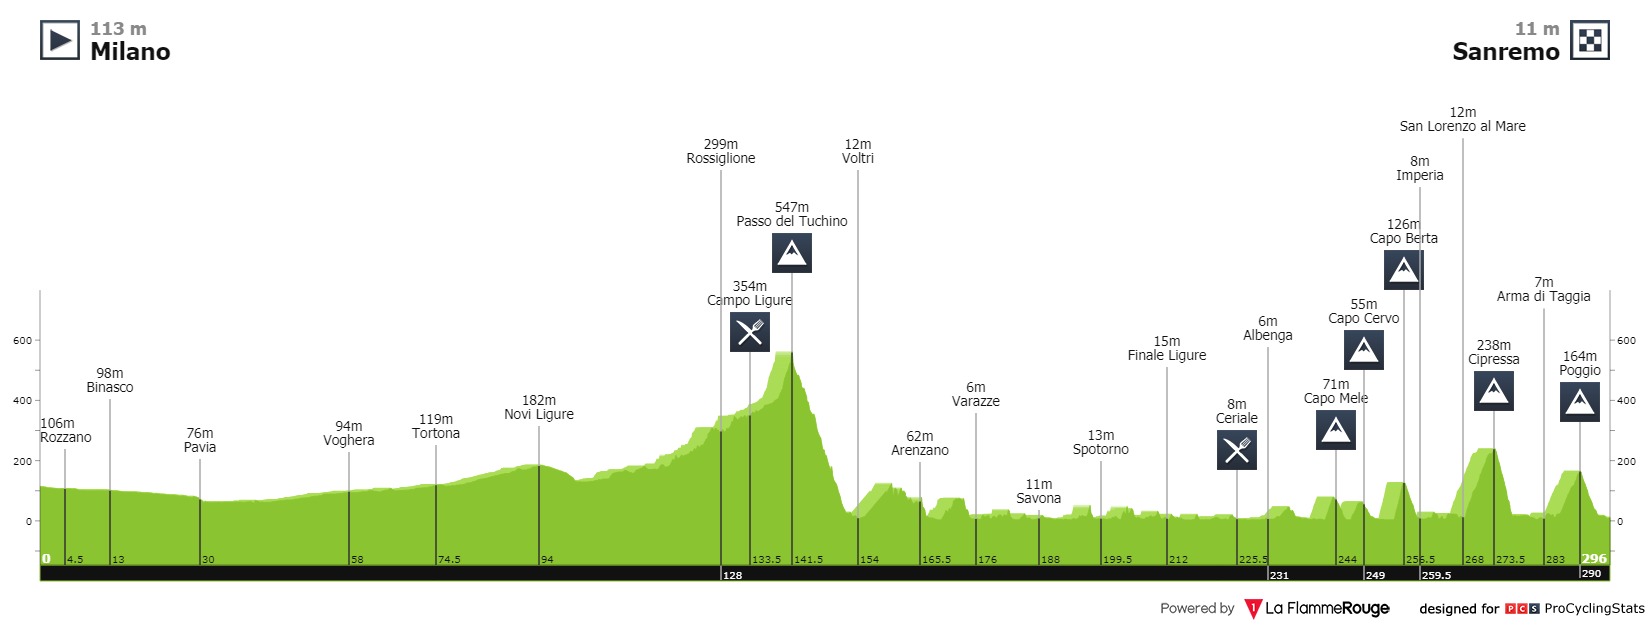 113 m
Milano
11 m
Sanremo
106m
Rozzano
98m
Binasco
76m
Pavia
94m
Voghera
119m
Tortona
182m
Novi Ligure
299m
Rossiglione
354m
Campo Ligure
547m
Passo del Tuchino
12m
Voltri
62m
Arenzano
6m
Varazze
11m
Savona
13m
Spotorno
15m
Finale Ligure
8m
Ceriale
6m
Albenga
71m
Capo Mele
55m
Capo Cervo
126m
Capo Berta
8m
Imperia
12m
San Lorenzo al Mare
238m
Cipressa
7m
Arma di Taggia
164m
Poggio
600
400
200
0
600
400
200
0
0 4.5 13 30 58 74.5 94 133.5 141.5 154 165.5 176 188 199.5 212 225.5 244 256.5 268 273.5 283 296
128 231 249 259.5 290
Powered by 1 La FlammeRouge designed for PCS ProCyclingStats